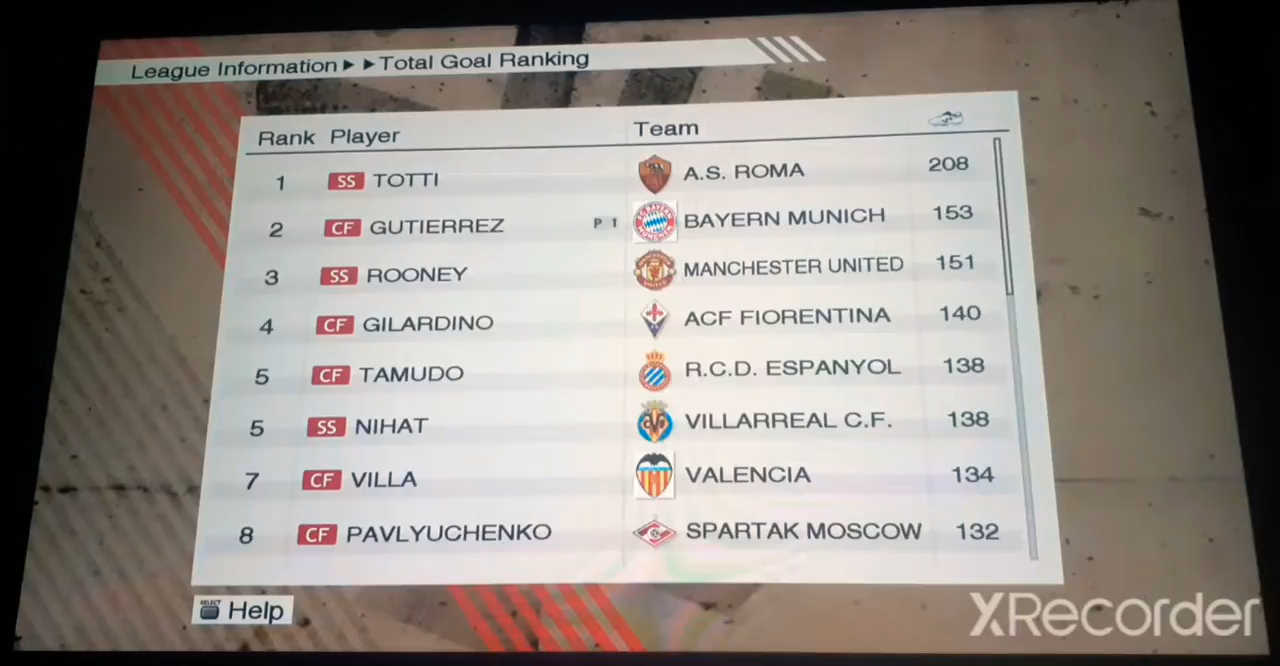 League Information ▶ ▶ Total Goal Ranking
Rank Player Team
1 SS TOTTI A.S. ROMA 208
2 CF GUTIERREZ P 1 BAYERN MUNICH 153
3 SS ROONEY MANCHESTER UNITED 151
4 CF GILARDINO ACF FIORENTINA 140
5 CF TAMUDO R.C.D. ESPANYOL 138
5 SS NIHAT VILLARREAL C.F. 138
7 CF VILLA VALENCIA 134
8 CF PAVLYUCHENKO SPARTAK MOSCOW 132
SELECT Help
XRecorder